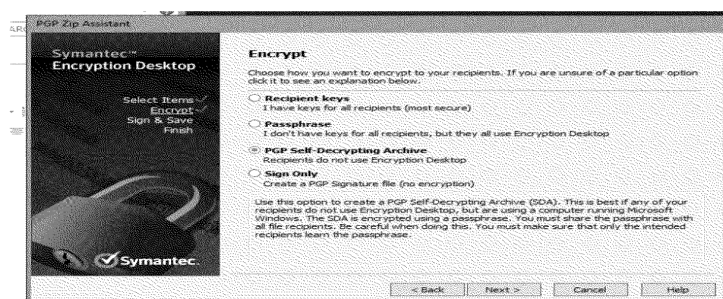 PGP Zip Assistant
Symantec™
Encryption Desktop
Select Items
Encrypt
Sign & Save
Finish
Symantec.
Encrypt
Choose how you want to encrypt to your recipients. If you are unsure of a particular option
click it to see an explanation below.
Recipient keys
I have keys for all recipients (most secure)
Passphrase
I don't have keys for all recipients, but they all use Encryption Desktop
PGP Self-Decrypting Archive
Recipients do not use Encryption Desktop
Sign Only
Create a PGP Signature file (no encryption)
Use this option to create a PGP Self-Decrypting Archive (SDA). This is best if any of your
recipients do not use Encryption Desktop, but are using a computer running Microsoft
Windows. The SDA is encrypted using a passphrase. You must share the passphrase with
all file recipients. Be careful when doing this. You must make sure that only the intended
recipients learn the passphrase.
< Back
Next >
Cancel
Help